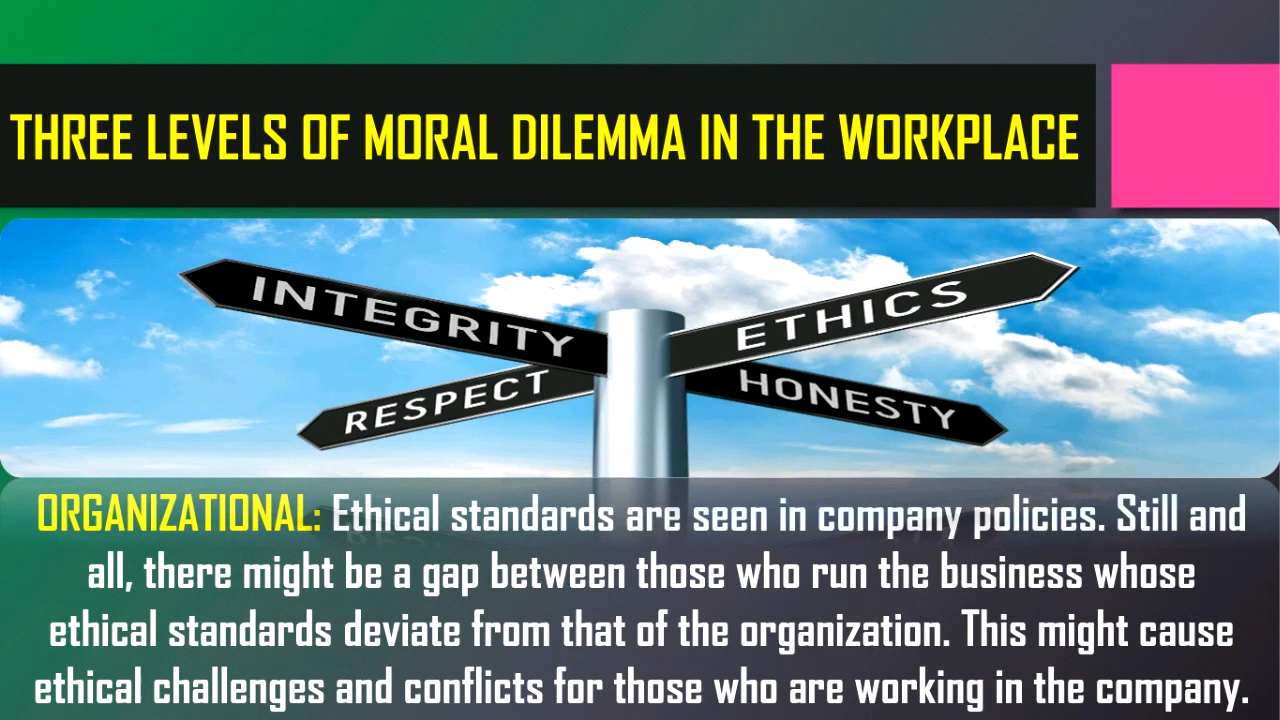 THREE LEVELS OF MORAL DILEMMA IN THE WORKPLACE
INTEGRITY
ETHICS
RESPECT
HONESTY
ORGANIZATIONAL: Ethical standards are seen in company policies. Still and
all, there might be a gap between those who run the business whose
ethical standards deviate from that of the organization. This might cause
ethical challenges and conflicts for those who are working in the company.